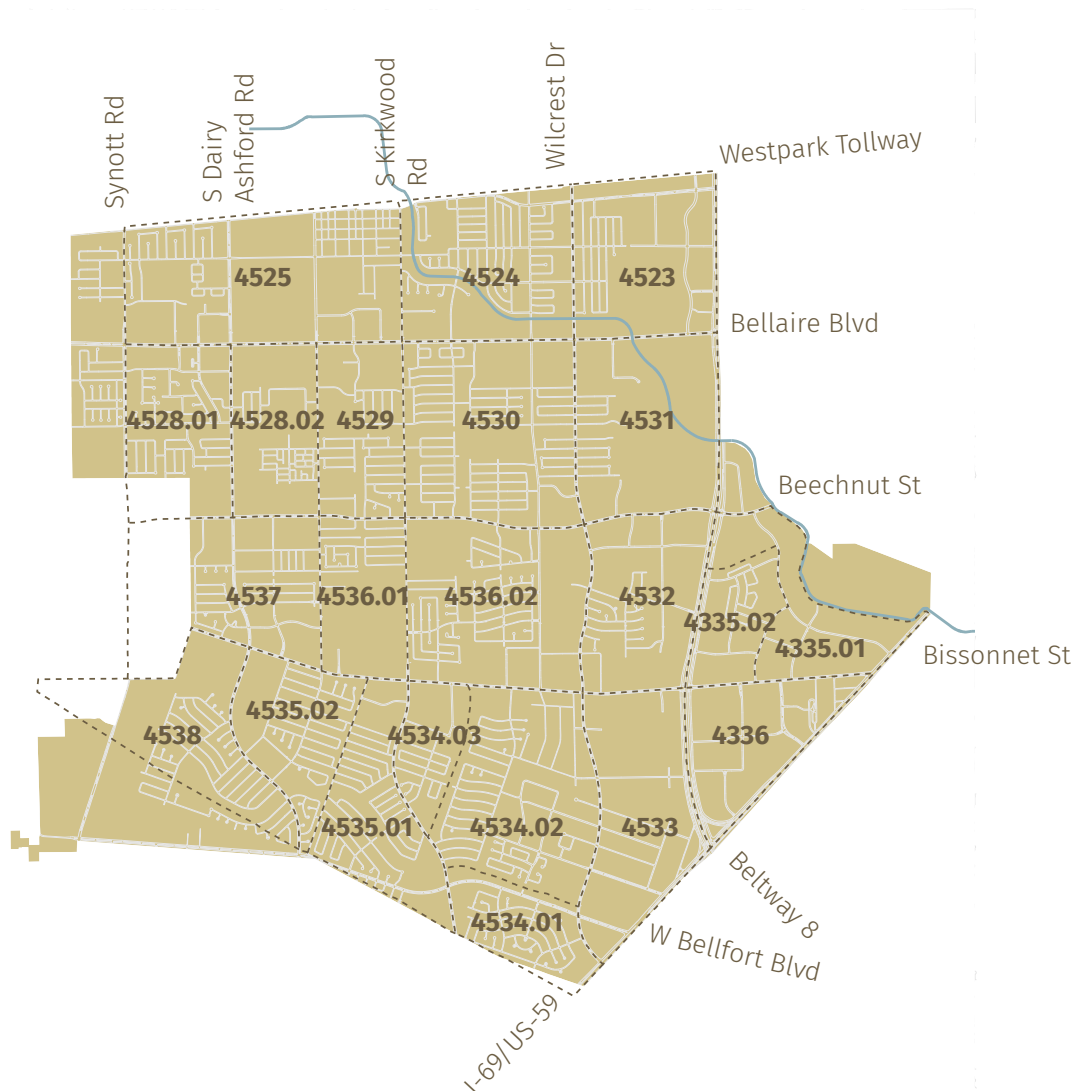 Synott Rd
S Dairy
Ashford Rd
S Kirkwood
Rd
Wilcrest Dr
Westpark Tollway
4525
4524
4523
Bellaire Blvd
4528.01
4528.02
4529
4530
4531
Beechnut St
4537
4536.01
4536.02
4532
4335.02
4335.01
Bissonnet St
4538
4535.02
4534.03
4336
4535.01
4534.02
4533
Beltway 8
4534.01
W Bellfort Blvd
I-69/US-59